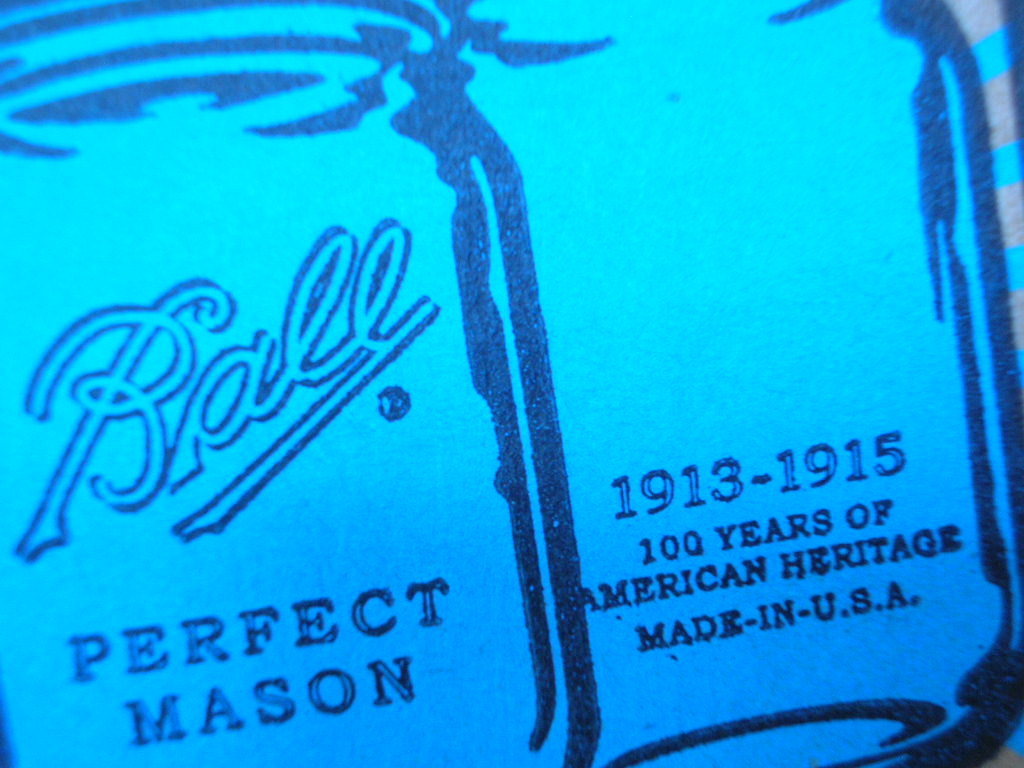 Ball
PERFECT
MASON
1913-1915
100 YEARS OF
AMERICAN HERITAGE
MADE-IN-U.S.A.